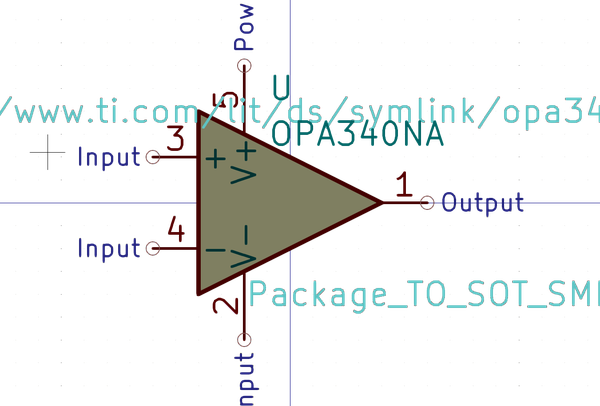 Pow
5
U
/www.ti.com/lit/ds/symlink/opa34
OPA340NA
3
Input
+
V+
1
Output
4
Input
−
V−
2
Package_TO_SOT_SM
nput